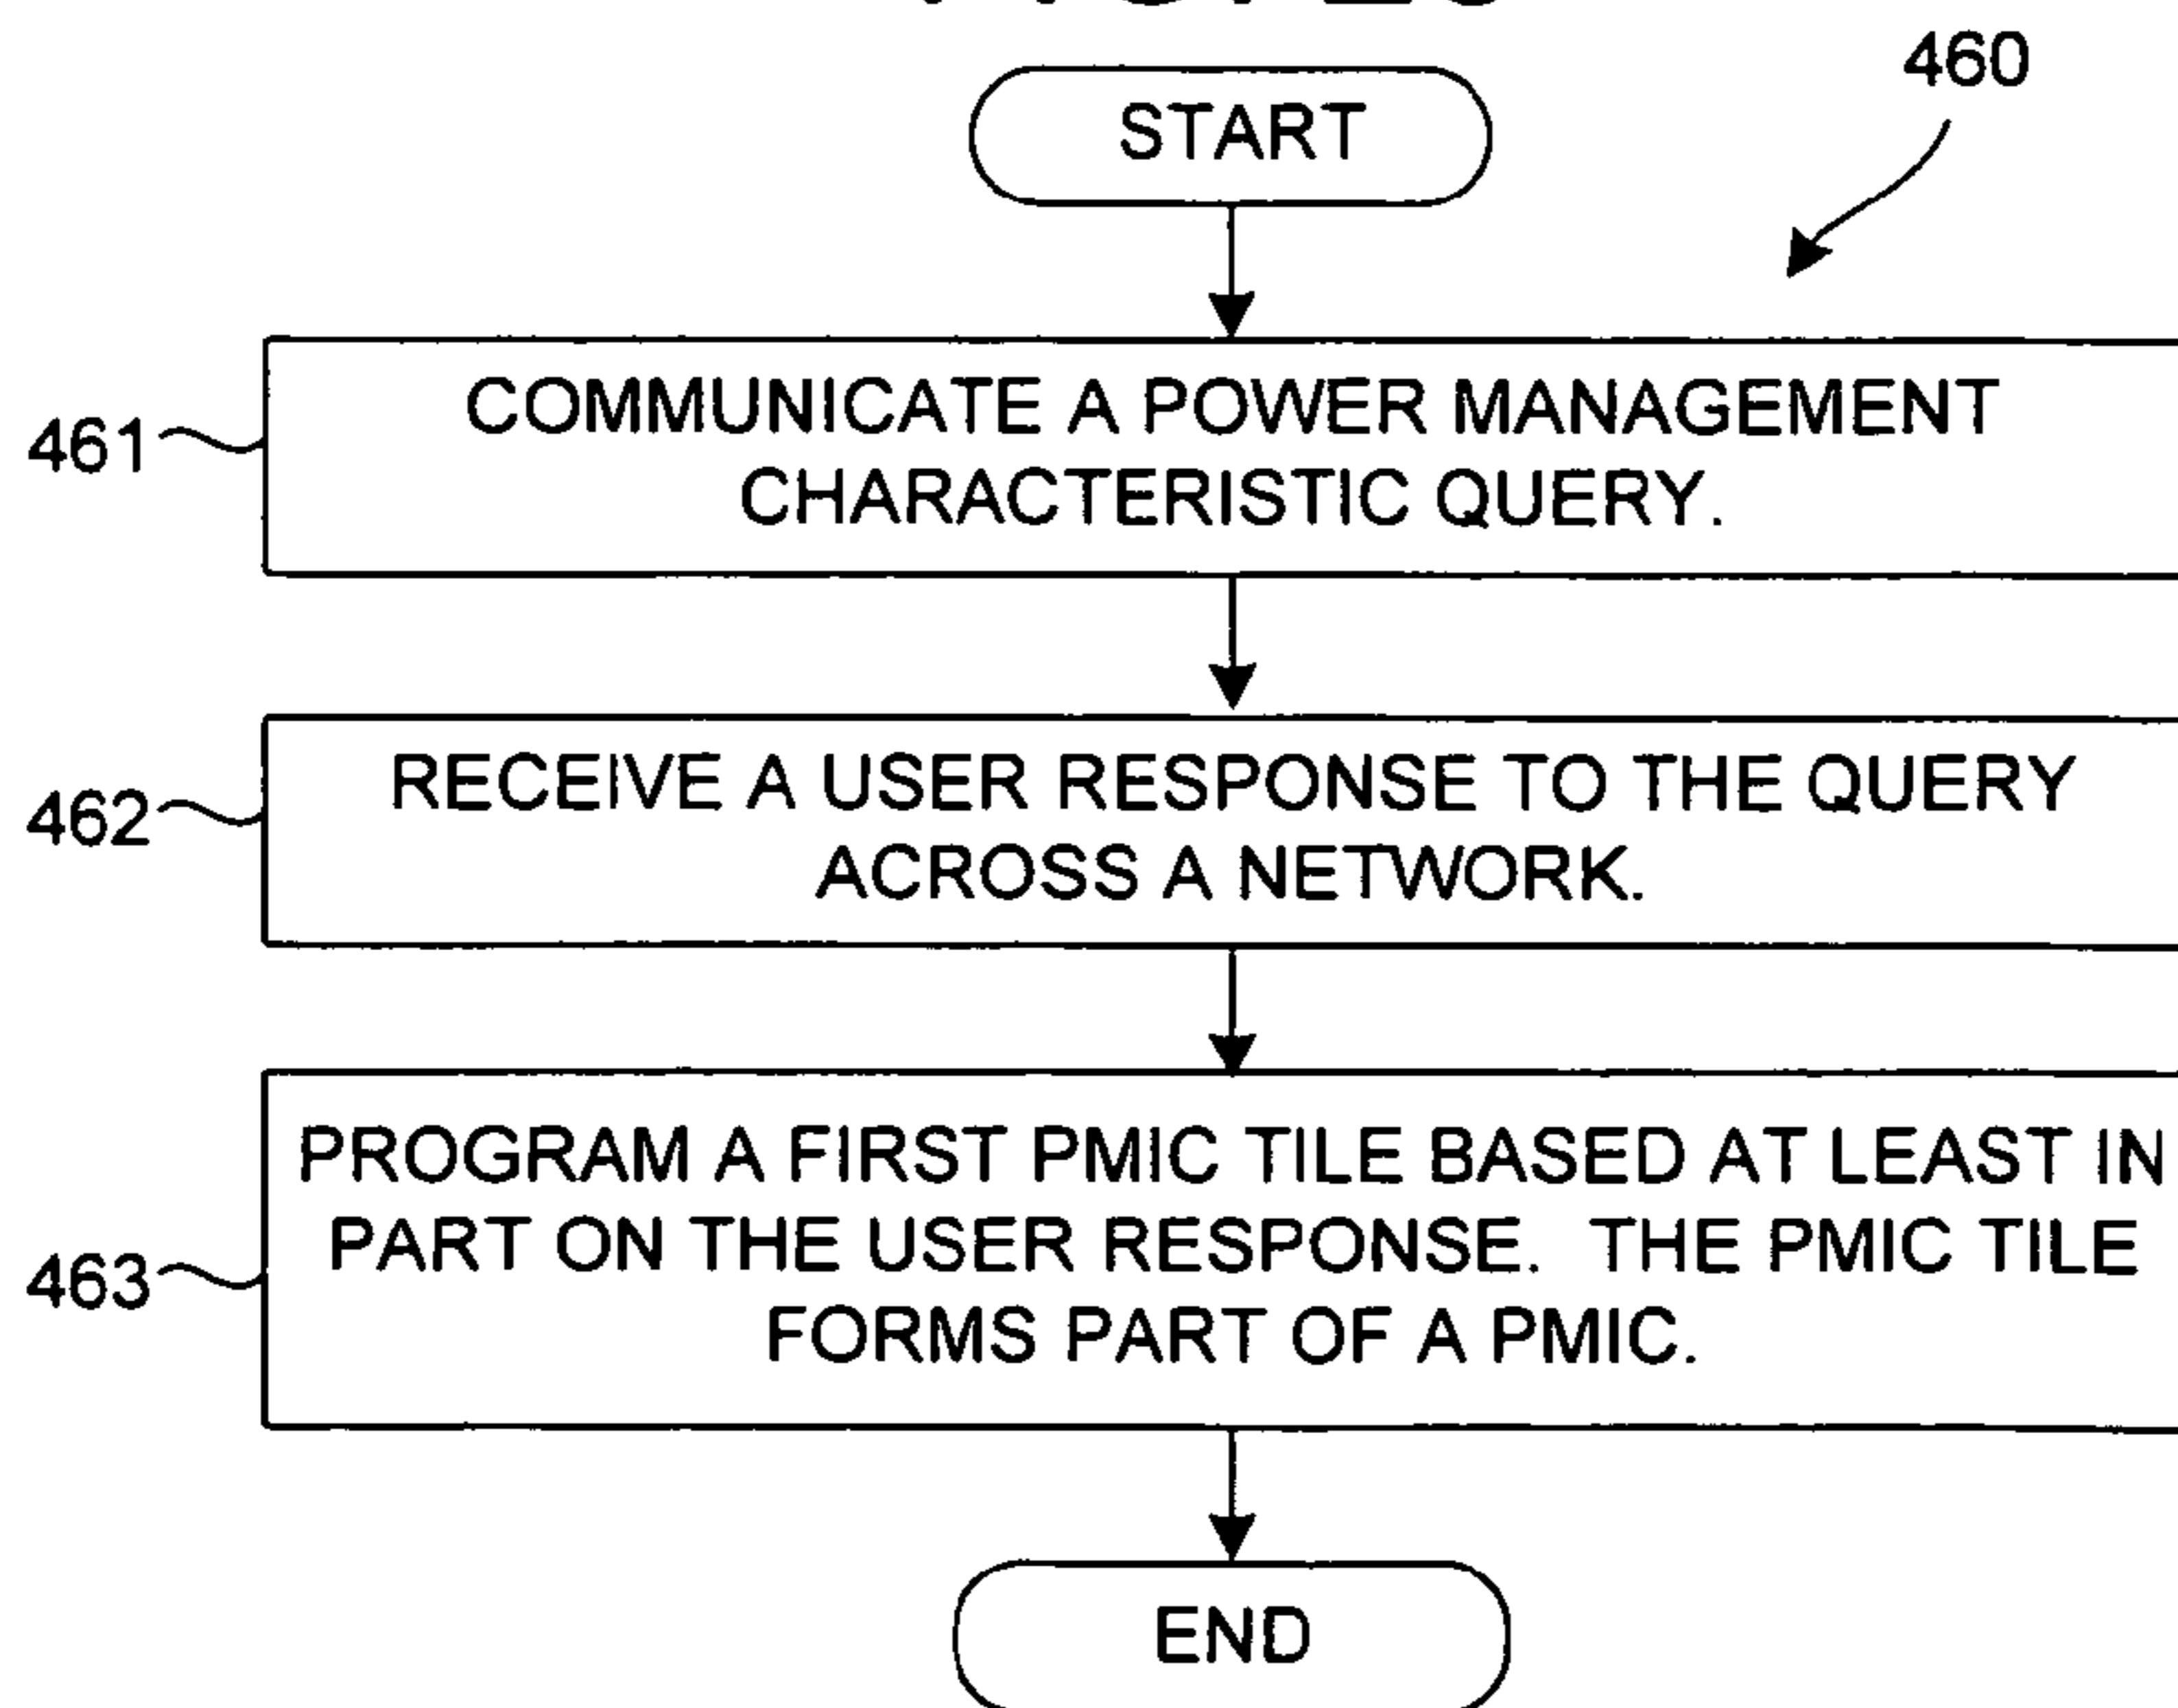 460
START
461
COMMUNICATE A POWER MANAGEMENT
CHARACTERISTIC QUERY.
462
RECEIVE A USER RESPONSE TO THE QUERY
ACROSS A NETWORK.
463
PROGRAM A FIRST PMIC TILE BASED AT LEAST IN
PART ON THE USER RESPONSE. THE PMIC TILE
FORMS PART OF A PMIC.
END